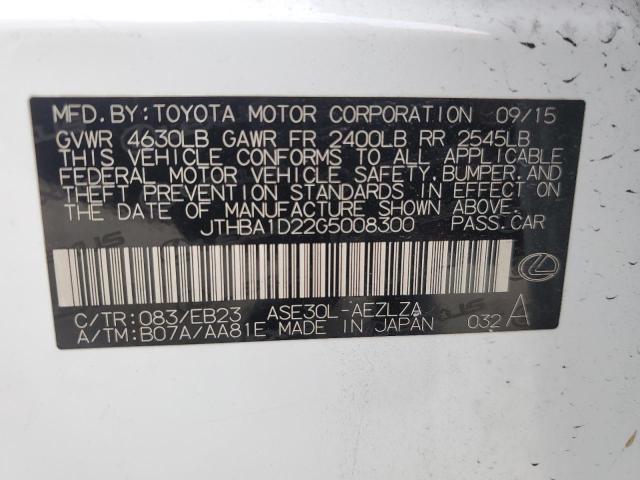 MFD.BY:TOYOTA MOTOR CORPORATION 09/15
GVWR 4630LB GAWR FR 2400LB RR 2545LB
THIS VEHICLE CONFORMS TO ALL APPLICABLE
FEDERAL MOTOR VEHICLE SAFETY,BUMPER,AND
THEFT PREVENTION STANDARDS IN EFFECT ON
THE DATE OF MANUFACTURE SHOWN ABOVE.
JTHBA1D22G5008300 PASS.CAR
C/TR:083/EB23 ASE30L-AEZLZA
A/TM:B07A/AA81E MADE IN JAPAN 032 A